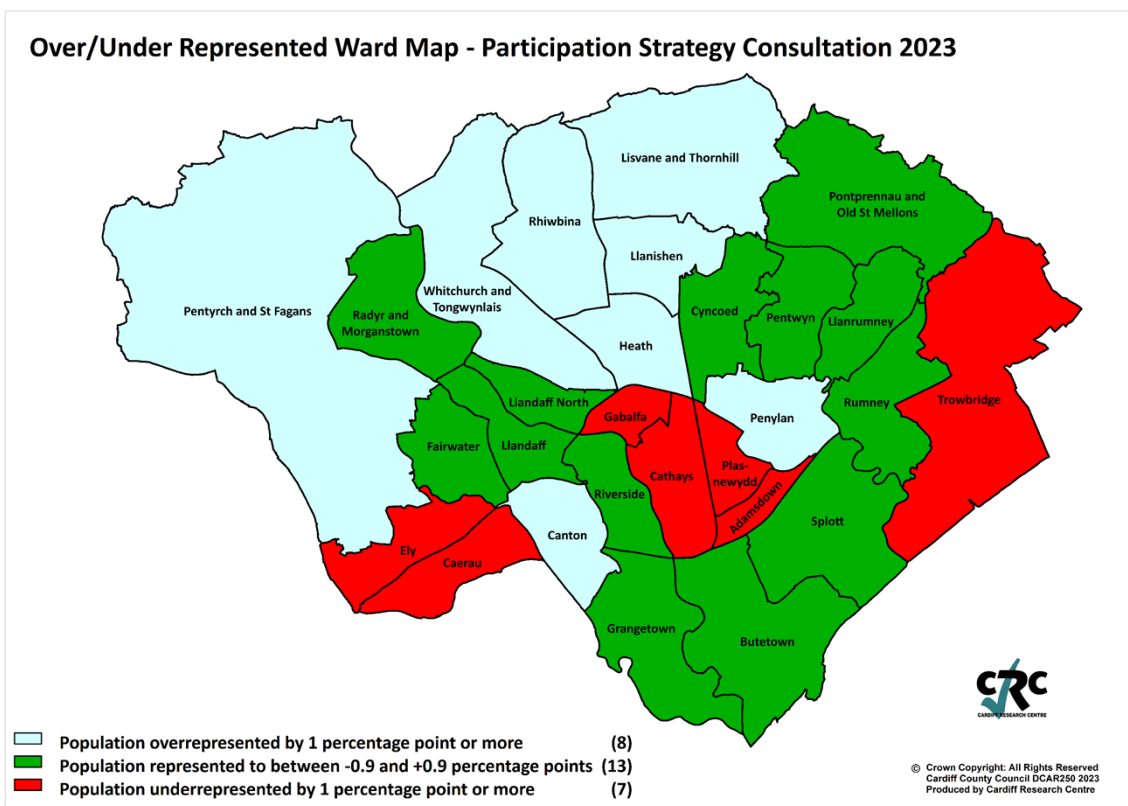 Over/Under Represented Ward Map - Participation Strategy Consultation 2023
Lisvane and Thornhill
Pontprennau and
Old St Mellons
Rhiwbina
Llanishen
Whitchurch and
Tongwynlais
Pentyrch and St Fagans
Radyr and
Morganstown
Cyncoed
Pentwyn
Llanrumney
Heath
Llandaff North
Gabalfa
Penylan
Rumney
Trowbridge
Fairwater
Llandaff
Cathays
Plas-
newydd
Riverside
Adamsdown
Splott
Canton
Ely
Caerau
Grangetown
Butetown
CRC
CARDIFF RESEARCH CENTRE
Population overrepresented by 1 percentage point or more (8)
Population represented to between -0.9 and +0.9 percentage points (13)
Population underrepresented by 1 percentage point or more (7)
© Crown Copyright: All Rights Reserved
Cardiff County Council DCAR250 2023
Produced by Cardiff Research Centre